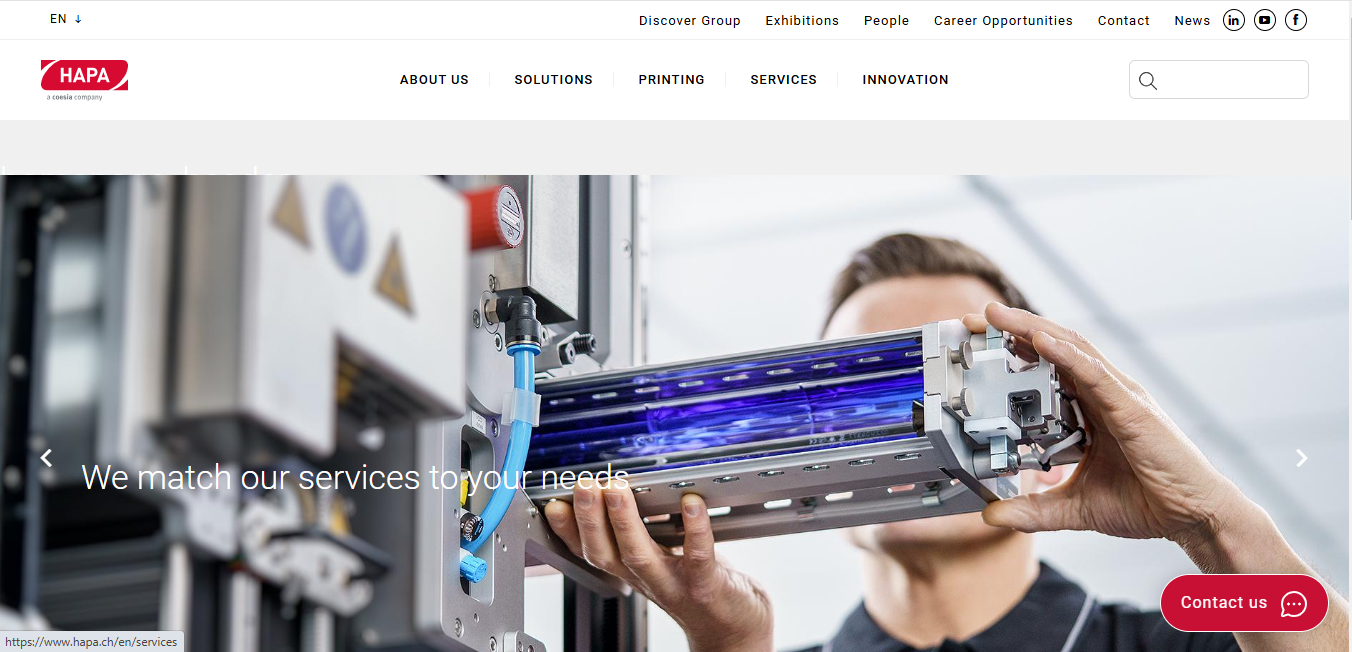 EN
Discover Group Exhibitions People Career Opportunities Contact News
HAPA
a coesia company
ABOUT US SOLUTIONS PRINTING SERVICES INNOVATION
We match our services to your needs
Contact us
https://www.hapa.ch/en/services